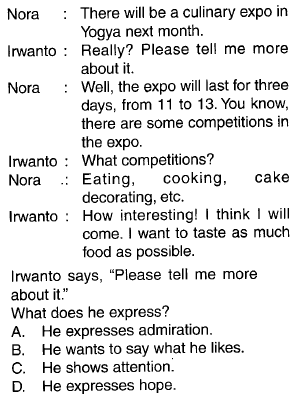 Nora : There will be a culinary expo in
Yogya next month.
Irwanto : Really? Please tell me more
about it.
Nora : Well, the expo will last for three
days, from 11 to 13. You know,
there are some competitions in
the expo.
Irwanto : What competitions?
Nora .: Eating, cooking, cake
decorating, etc.
Irwanto : How interesting! I think I will
come. I want to taste as much
food as possible.
Irwanto says, “Please tell me more
about it.”
What does he express?
A. He expresses admiration.
B. He wants to say what he likes.
C. He shows attention.
D. He expresses hope.